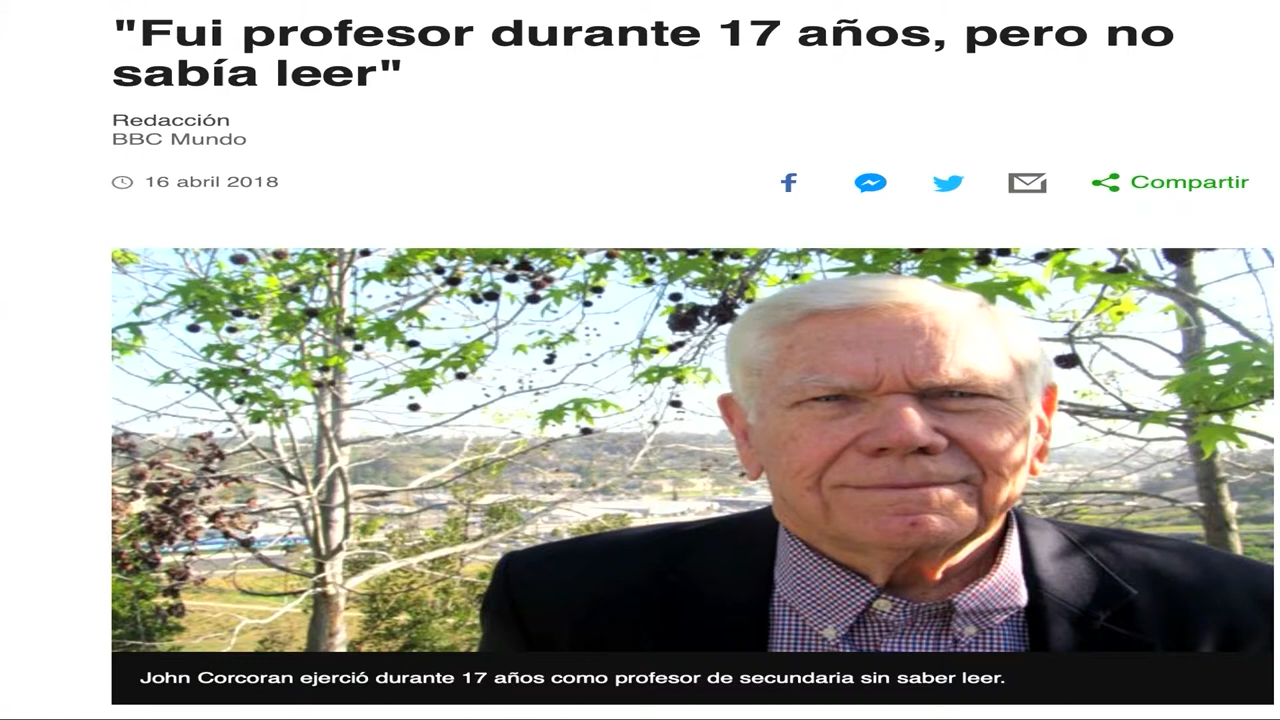 "Fui profesor durante 17 años, pero no
sabía leer"
Redacción
BBC Mundo
16 abril 2018
Compartir
John Corcoran ejerció durante 17 años como profesor de secundaria sin saber leer.